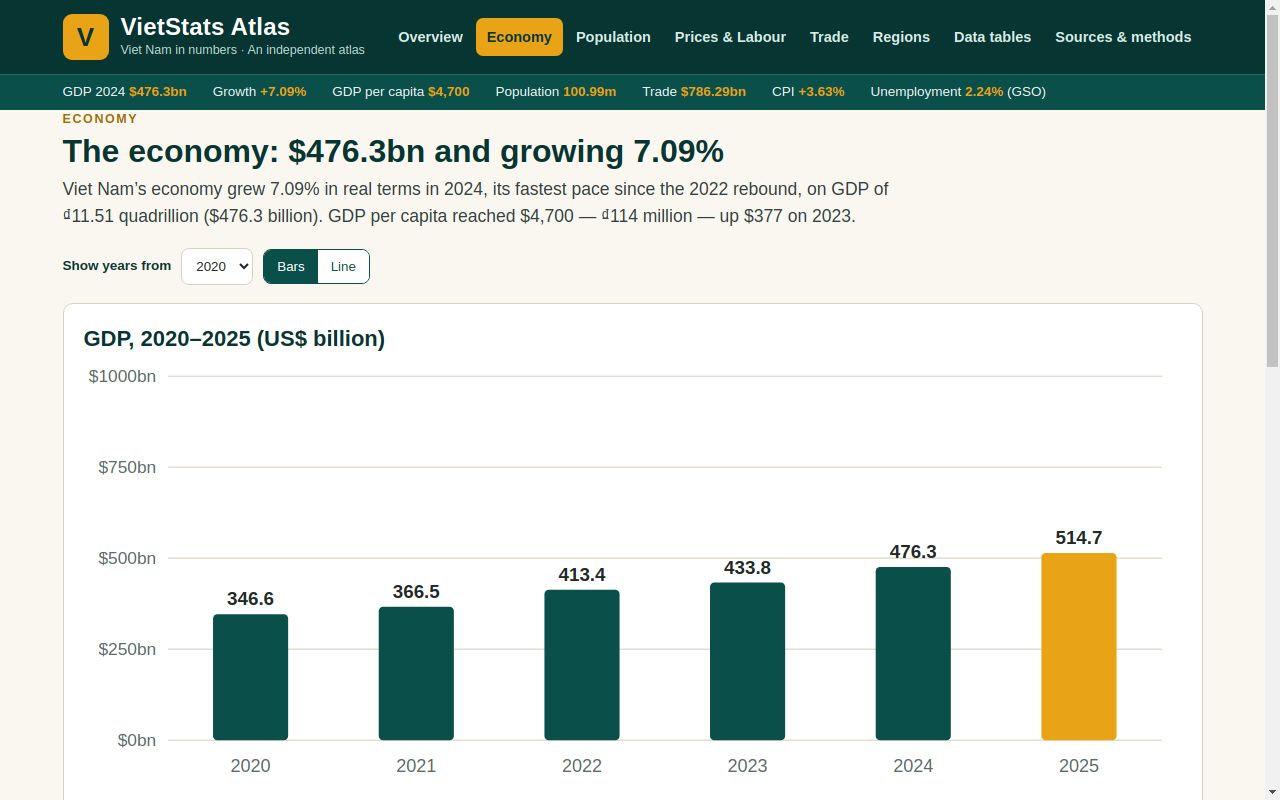 V
VietStats Atlas
Viet Nam in numbers · An independent atlas
Overview Economy Population Prices & Labour Trade Regions Data tables Sources & methods
GDP 2024 $476.3bn Growth +7.09% GDP per capita $4,700 Population 100.99m Trade $786.29bn CPI +3.63% Unemployment 2.24% (GSO)
ECONOMY
The economy: $476.3bn and growing 7.09%
Viet Nam’s economy grew 7.09% in real terms in 2024, its fastest pace since the 2022 rebound, on GDP of
₫11.51 quadrillion ($476.3 billion). GDP per capita reached $4,700 — ₫114 million — up $377 on 2023.
Show years from 2020 Bars Line
GDP, 2020–2025 (US$ billion)
$1000bn
$750bn
$500bn
$250bn
$0bn
346.6 366.5 413.4 433.8 476.3 514.7
2020 2021 2022 2023 2024 2025